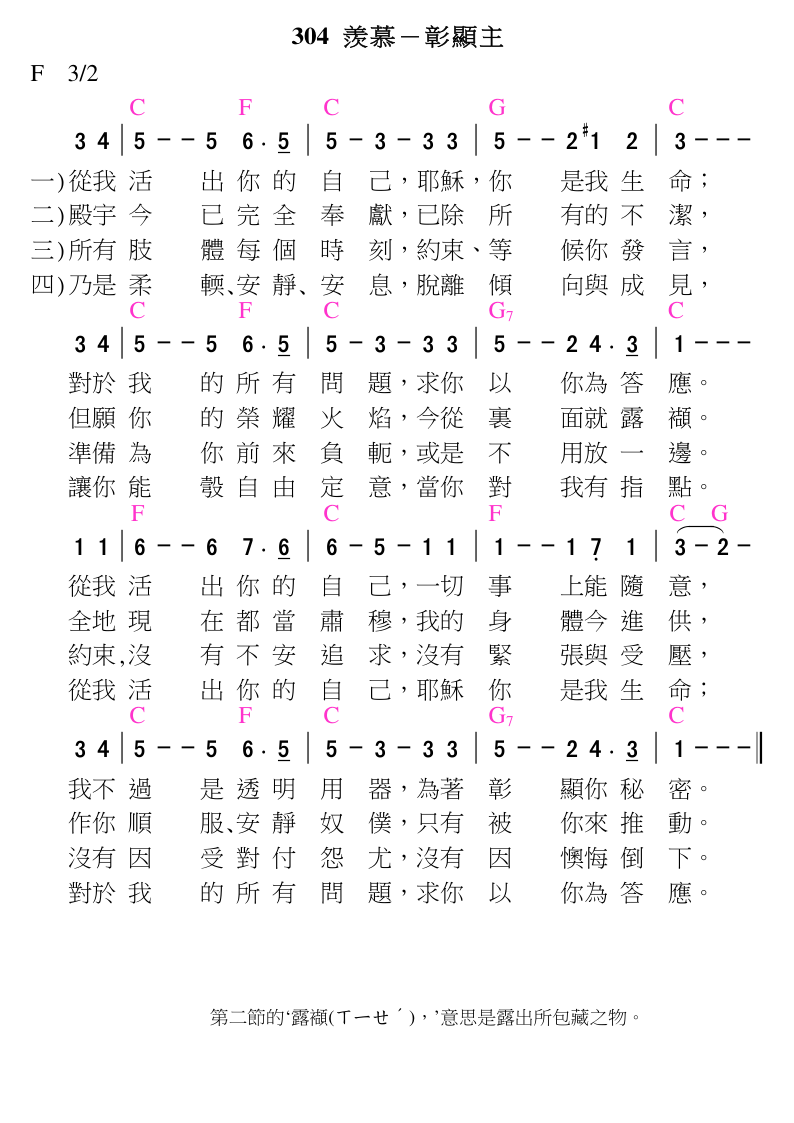 304 羨慕－彰顯主
F 3/2
C F C G C
3 4 | 5 － － 5 6 . 5 | 5 － 3 － 3 3 | 5 － － 2 #1 2 | 3 － － －
一)從我活出你的自己，耶穌，你是我生命；
二)殿宇今已完全奉獻，已除所有的不潔，
三)所有肢體每個時刻，約束、等候你發言，
四)乃是柔輭、安靜、安息，脫離傾向與成見，
C F C G7 C
3 4 | 5 － － 5 6 . 5 | 5 － 3 － 3 3 | 5 － － 2 4 . 3 | 1 － － －
對於我的所有問題，求你以你為答應。
但願你的榮耀火焰，今從裏面就露襭。
準備為你前來負軛，或是不用放一邊。
讓你能彀自由定意，當你對我有指點。
F C F C G
1 1 | 6 － － 6 7 . 6 | 6 － 5 － 1 1 | 1 － － 1 7̣ 1 | 3 － 2 －
從我活出你的自己，一切事上能隨意，
全地現在都當肅穆，我的身體今進供，
約束,沒有不安追求，沒有緊張與受壓，
從我活出你的自己，耶穌你是我生命；
C F C G7 C
3 4 | 5 － － 5 6 . 5 | 5 － 3 － 3 3 | 5 － － 2 4 . 3 | 1 － － － ‖
我不過是透明用器，為著彰顯你秘密。
作你順服、安靜奴僕，只有被你來推動。
沒有因受對付怨尤，沒有因懊悔倒下。
對於我的所有問題，求你以你為答應。
第二節的‘露襭(ㄒㄧㄝˊ)，’意思是露出所包藏之物。